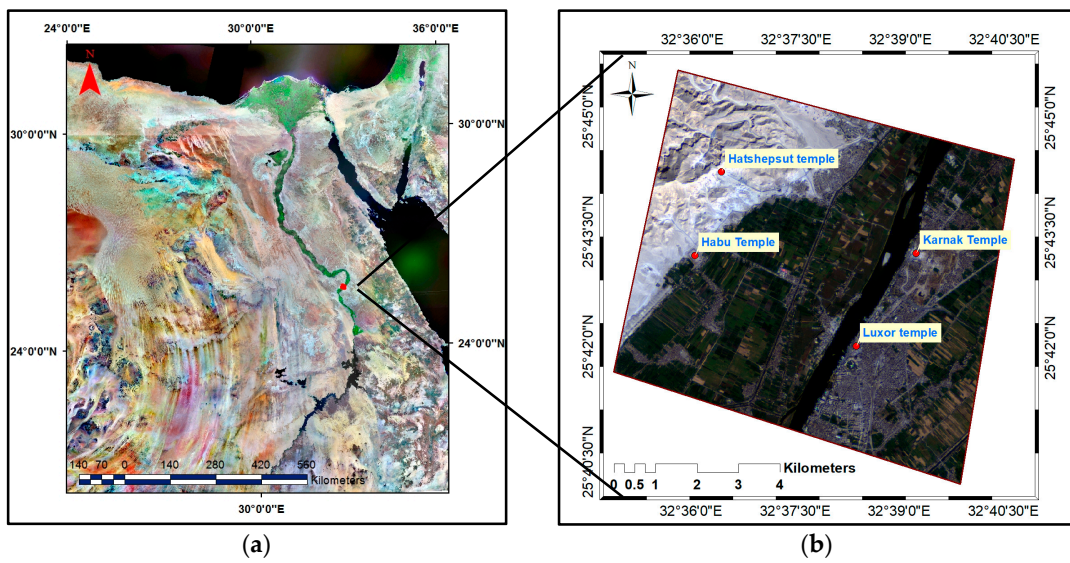 24°0'0"E 30°0'0"E 36°0'0"E
N
30°0'0"N 30°0'0"N
24°0'0"N 24°0'0"N
140 70 0 140 280 420 560
Kilometers
30°0'0"E
(a)
32°36'0"E 32°37'30"E 32°39'0"E 32°40'30"E
N
25°45'0"N 25°45'0"N
Hatshepsut temple
25°43'30"N 25°43'30"N
Habu Temple
Karnak Temple
Luxor temple
25°42'0"N 25°42'0"N
25°40'30"N 25°40'30"N
Kilometers
0 0.5 1 2 3 4
32°36'0"E 32°37'30"E 32°39'0"E 32°40'30"E
(b)